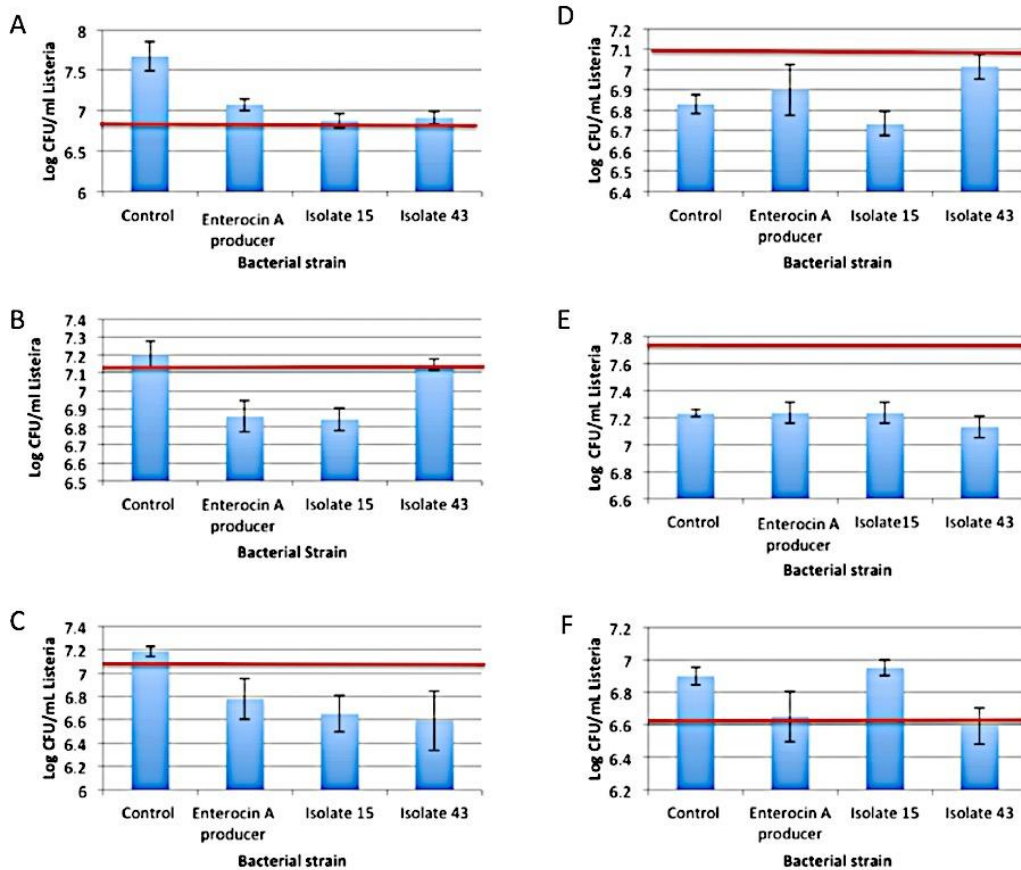 A
Log CFU/ml Listeria
8
7.5
7
6.5
6
Control
Enterocin A
producer
Isolate 15
Isolate 43
Bacterial strain
B
Log CFU/ml Listeira
7.4
7.3
7.2
7.1
7
6.9
6.8
6.7
6.6
6.5
Control
Enterocin A
producer
Isolate 15
Isolate 43
Bacterial Strain
C
Log CFU/mL Listeria
7.4
7.2
7
6.8
6.6
6.4
6.2
6
Control
Enterocin A
producer
Isolate 15
Isolate 43
Bacterial strain
D
Log CFU/mL Listeria
7.2
7.1
7
6.9
6.8
6.7
6.6
6.5
6.4
Control
Enterocin A
producer
Isolate 15
Isolate 43
Bacterial strain
E
Log CFU/mL Listeria
7.8
7.6
7.4
7.2
7
6.8
6.6
Control
Enterocin A
producer
Isolate15
Isolate 43
Bacterial strain
F
Log CFU/mL Listeria
7.2
7
6.8
6.6
6.4
6.2
Control
Enterocin A
producer
Isolate 15
Isolate 43
Bacterial strain